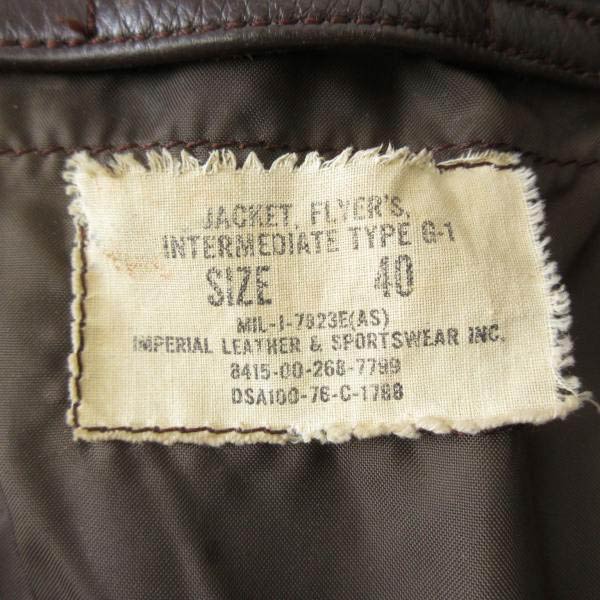 JACKET, FLYER'S,
INTERMEDIATE TYPE G-1
SIZE 40
MIL-I-7823E(AS)
IMPERIAL LEATHER & SPORTSWEAR INC.
8415-00-268-7799
DSA100-76-C-1788